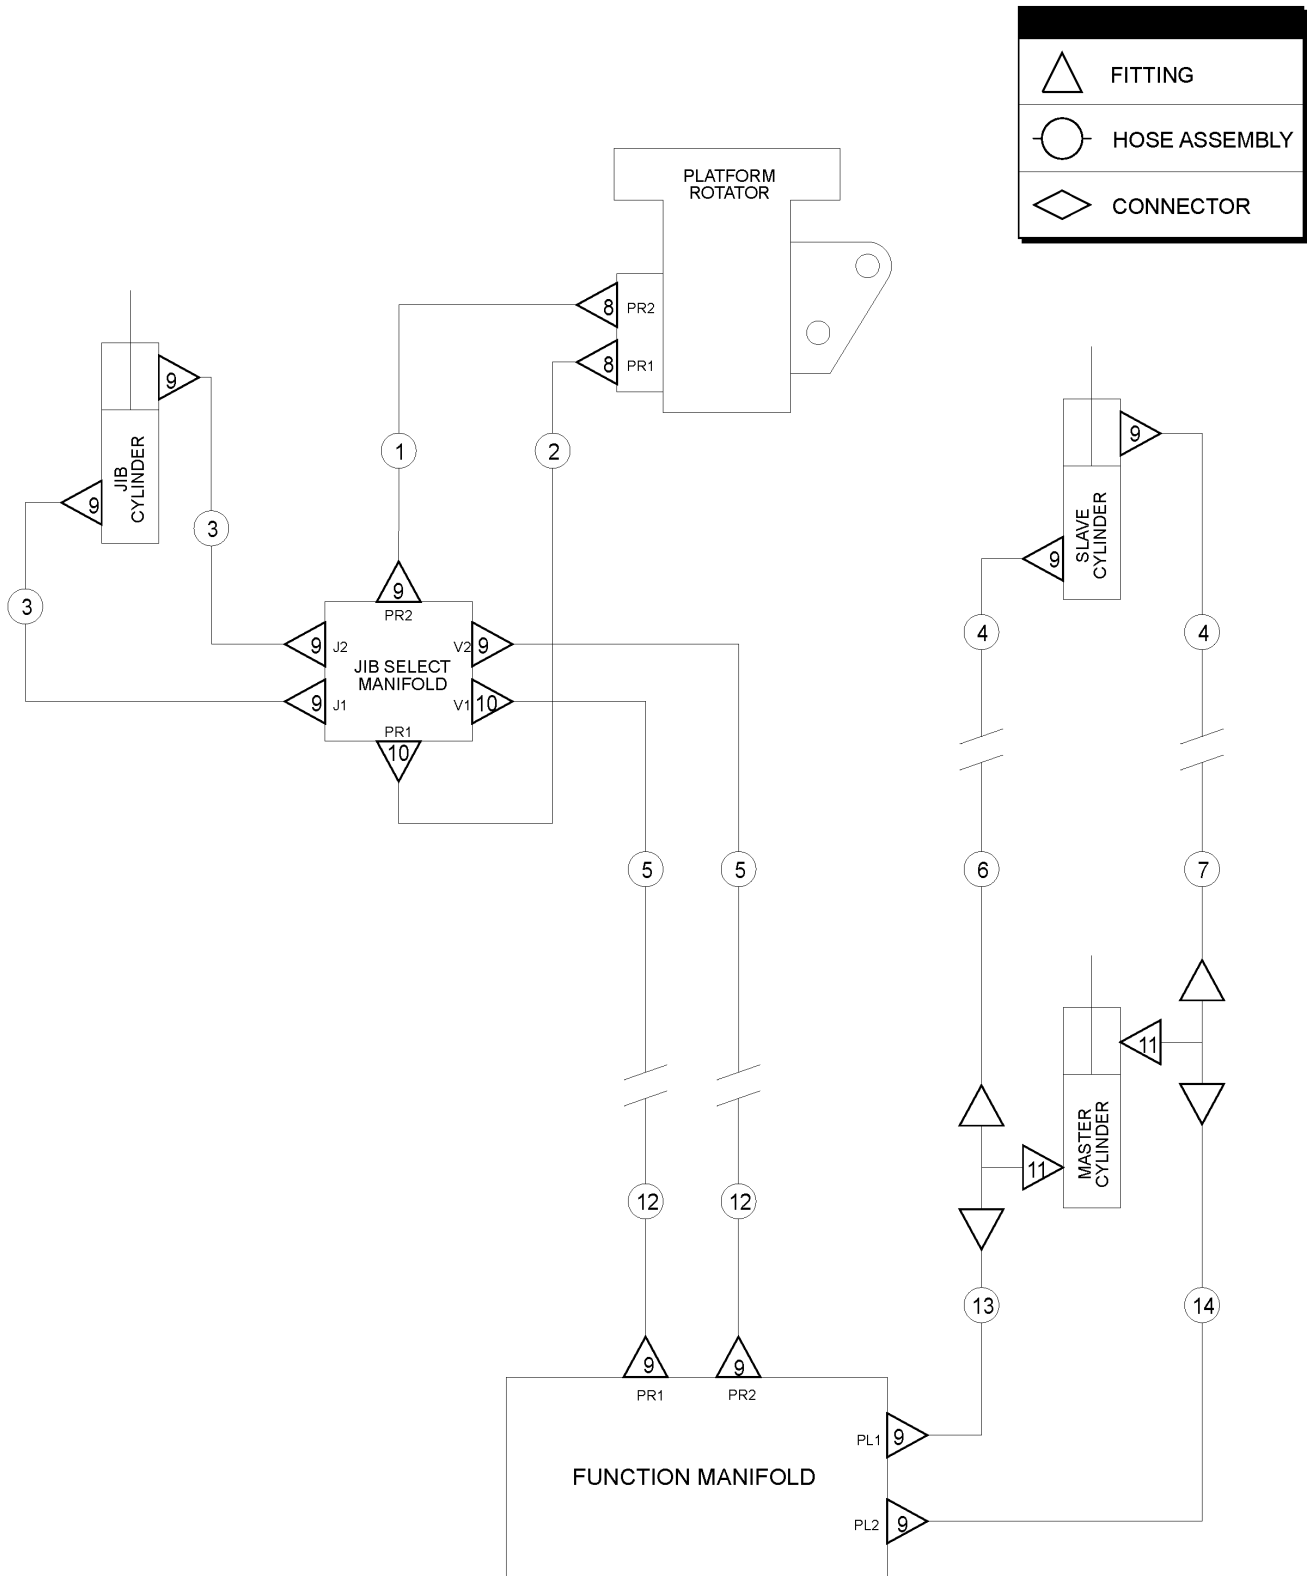 FITTING
HOSE ASSEMBLY
CONNECTOR
PLATFORM
ROTATOR
8 PR2
8 PR1
9
JIB
CYLINDER
9
1
2
3
3
9
SLAVE
CYLINDER
9
9
PR2
9 J2
V2 9
JIB SELECT
MANIFOLD
9 J1
V1 10
PR1
10
4
4
5
5
6
7
11
MASTER
CYLINDER
11
12
12
13
14
9
9
PR1
PR2
PL1 9
FUNCTION MANIFOLD
PL2 9